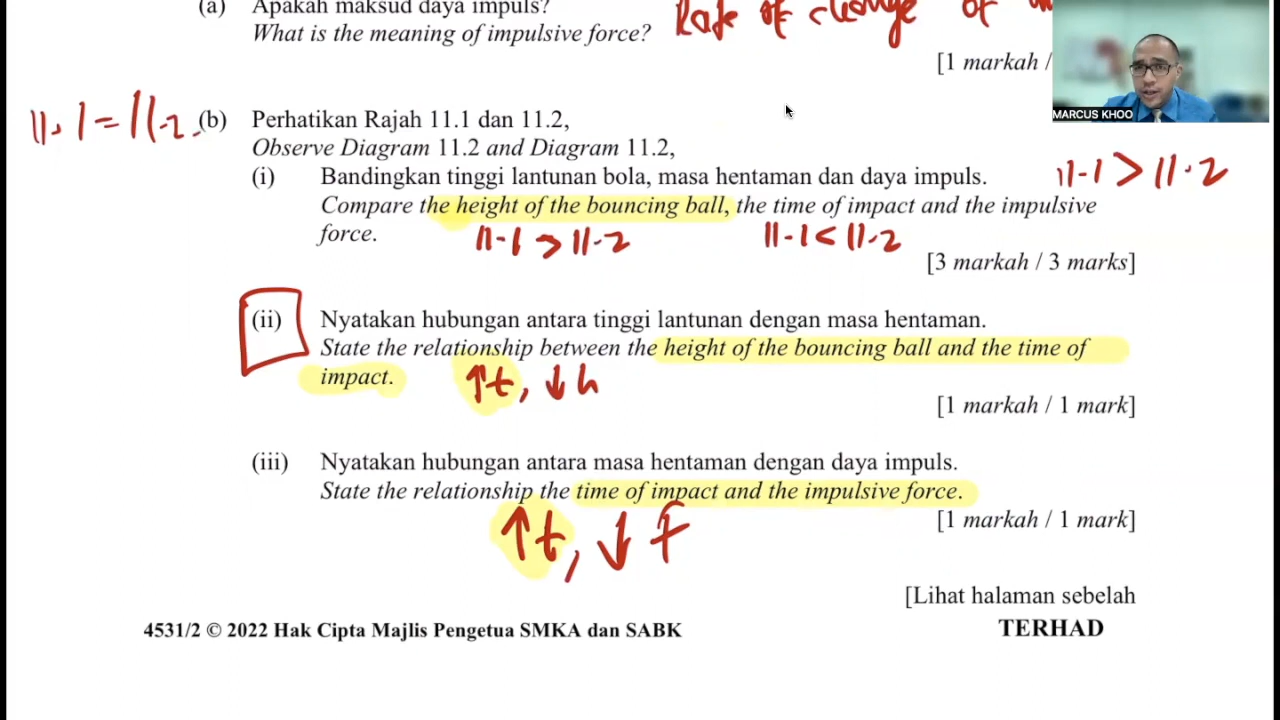 (a) Apakah maksud daya impuls?
What is the meaning of impulsive force?
Rate of change of
[1 markah /
MARCUS KHOO
11.1 = 11.2.
(b) Perhatikan Rajah 11.1 dan 11.2,
Observe Diagram 11.2 and Diagram 11.2,
(i) Bandingkan tinggi lantunan bola, masa hentaman dan daya impuls.
11.1 > 11.2
Compare the height of the bouncing ball, the time of impact and the impulsive
force.
11.1 > 11.2 11.1 < 11.2
[3 markah / 3 marks]
(ii) Nyatakan hubungan antara tinggi lantunan dengan masa hentaman.
State the relationship between the height of the bouncing ball and the time of
impact.
↑t, ↓h
[1 markah / 1 mark]
(iii) Nyatakan hubungan antara masa hentaman dengan daya impuls.
State the relationship the time of impact and the impulsive force.
↑t, ↓F
[1 markah / 1 mark]
[Lihat halaman sebelah
4531/2 © 2022 Hak Cipta Majlis Pengetua SMKA dan SABK TERHAD